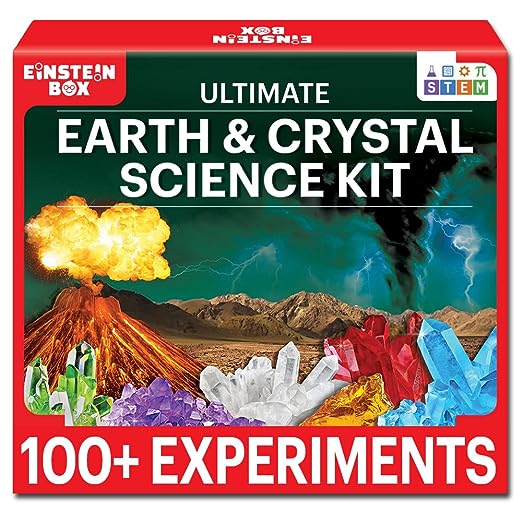 EINSTEIN
BOX
EINSTEIN
BOX
STEM
ULTIMATE
EARTH & CRYSTAL
SCIENCE KIT
100+ EXPERIMENTS